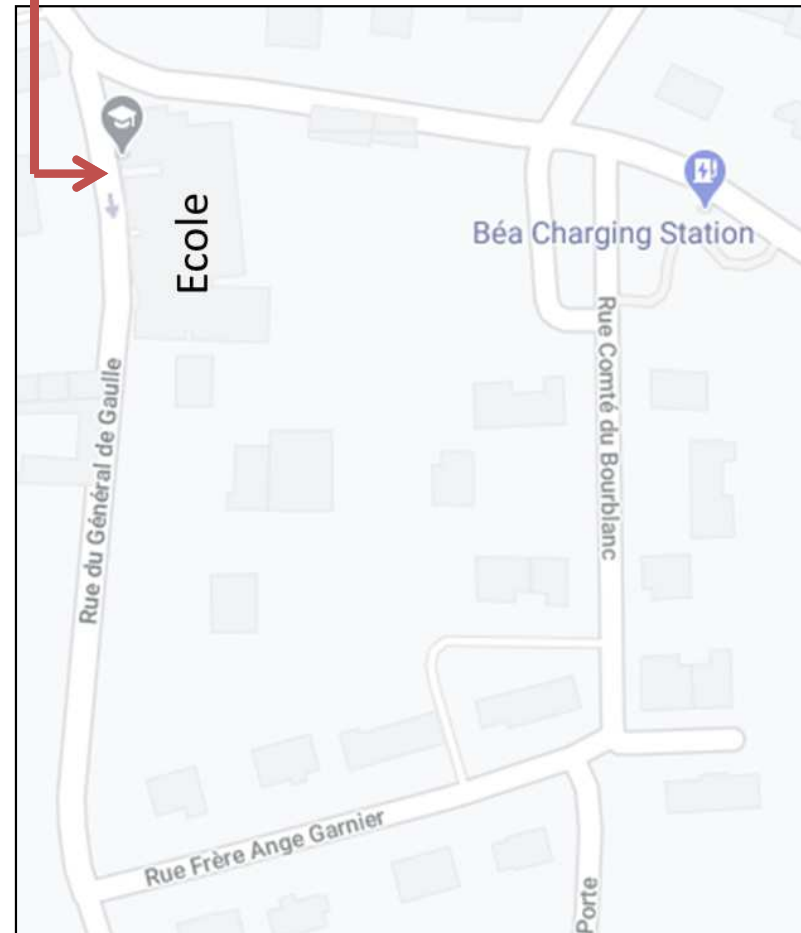 Ecole
Béa Charging Station
Rue du Général de Gaulle
Rue Comté du Bourblanc
Rue Frère Ange Garnier
Porte